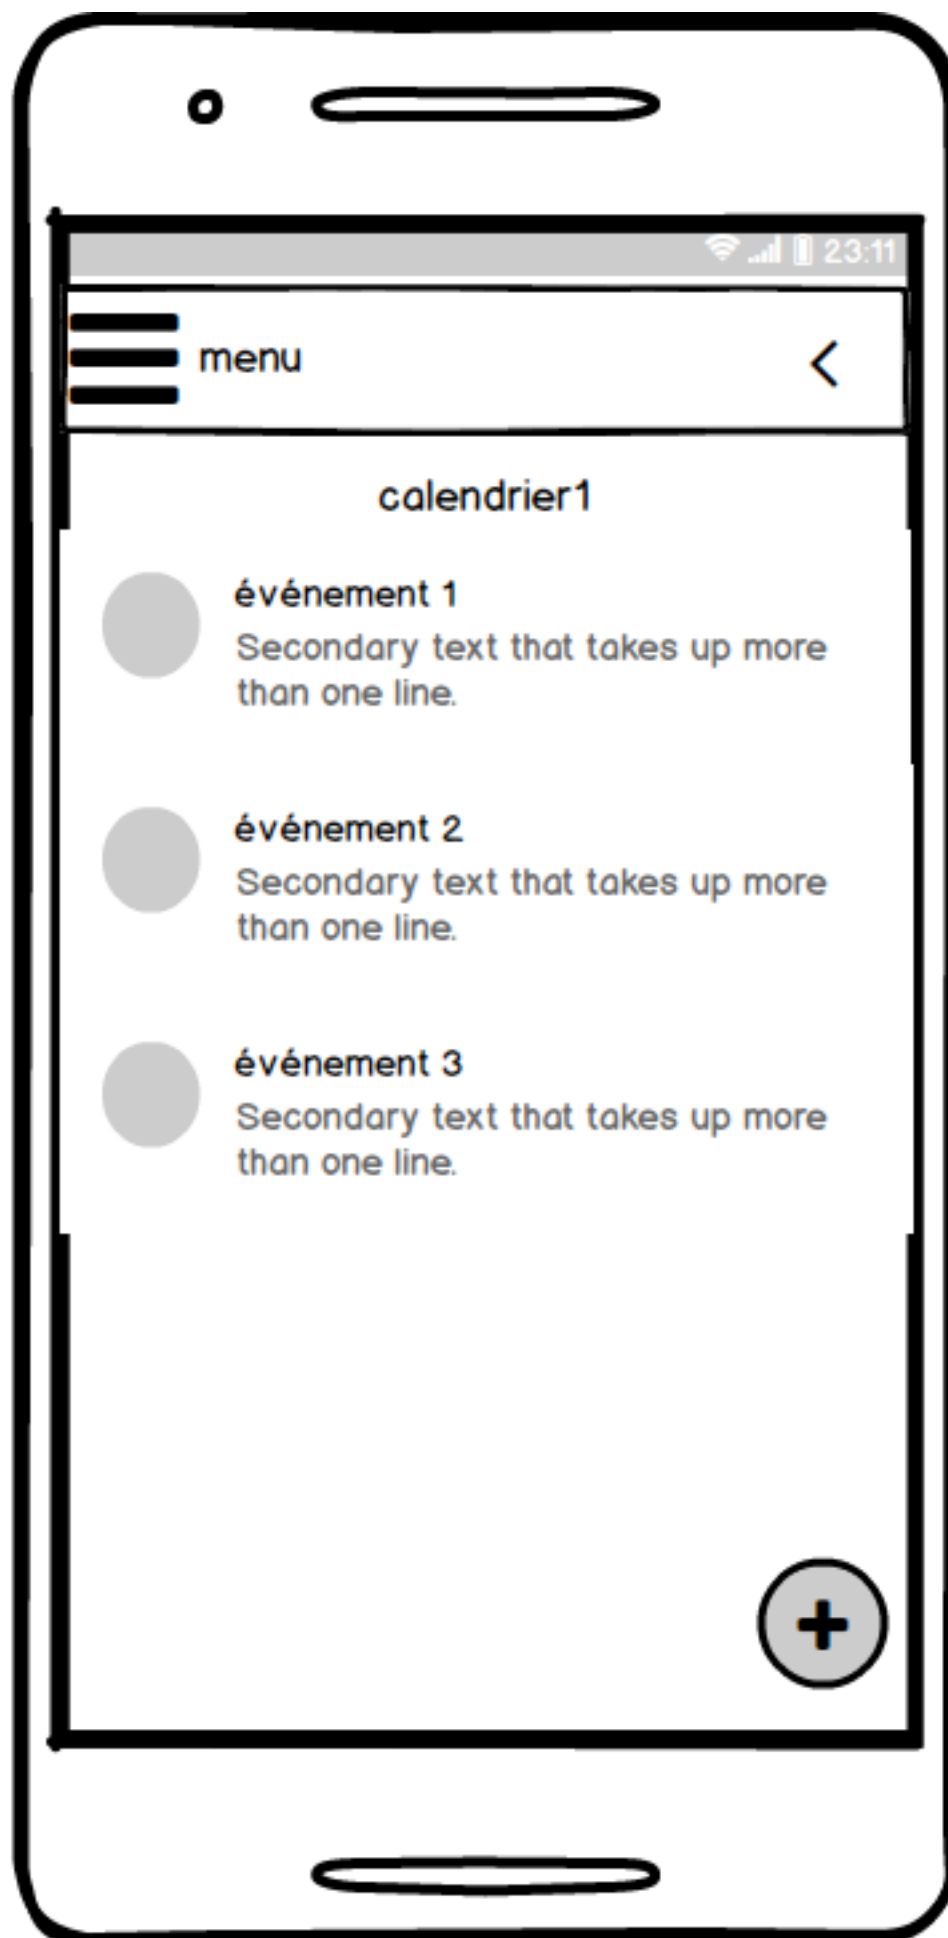 23:11
menu
calendrier1
événement 1
Secondary text that takes up more
than one line.
événement 2
Secondary text that takes up more
than one line.
événement 3
Secondary text that takes up more
than one line.